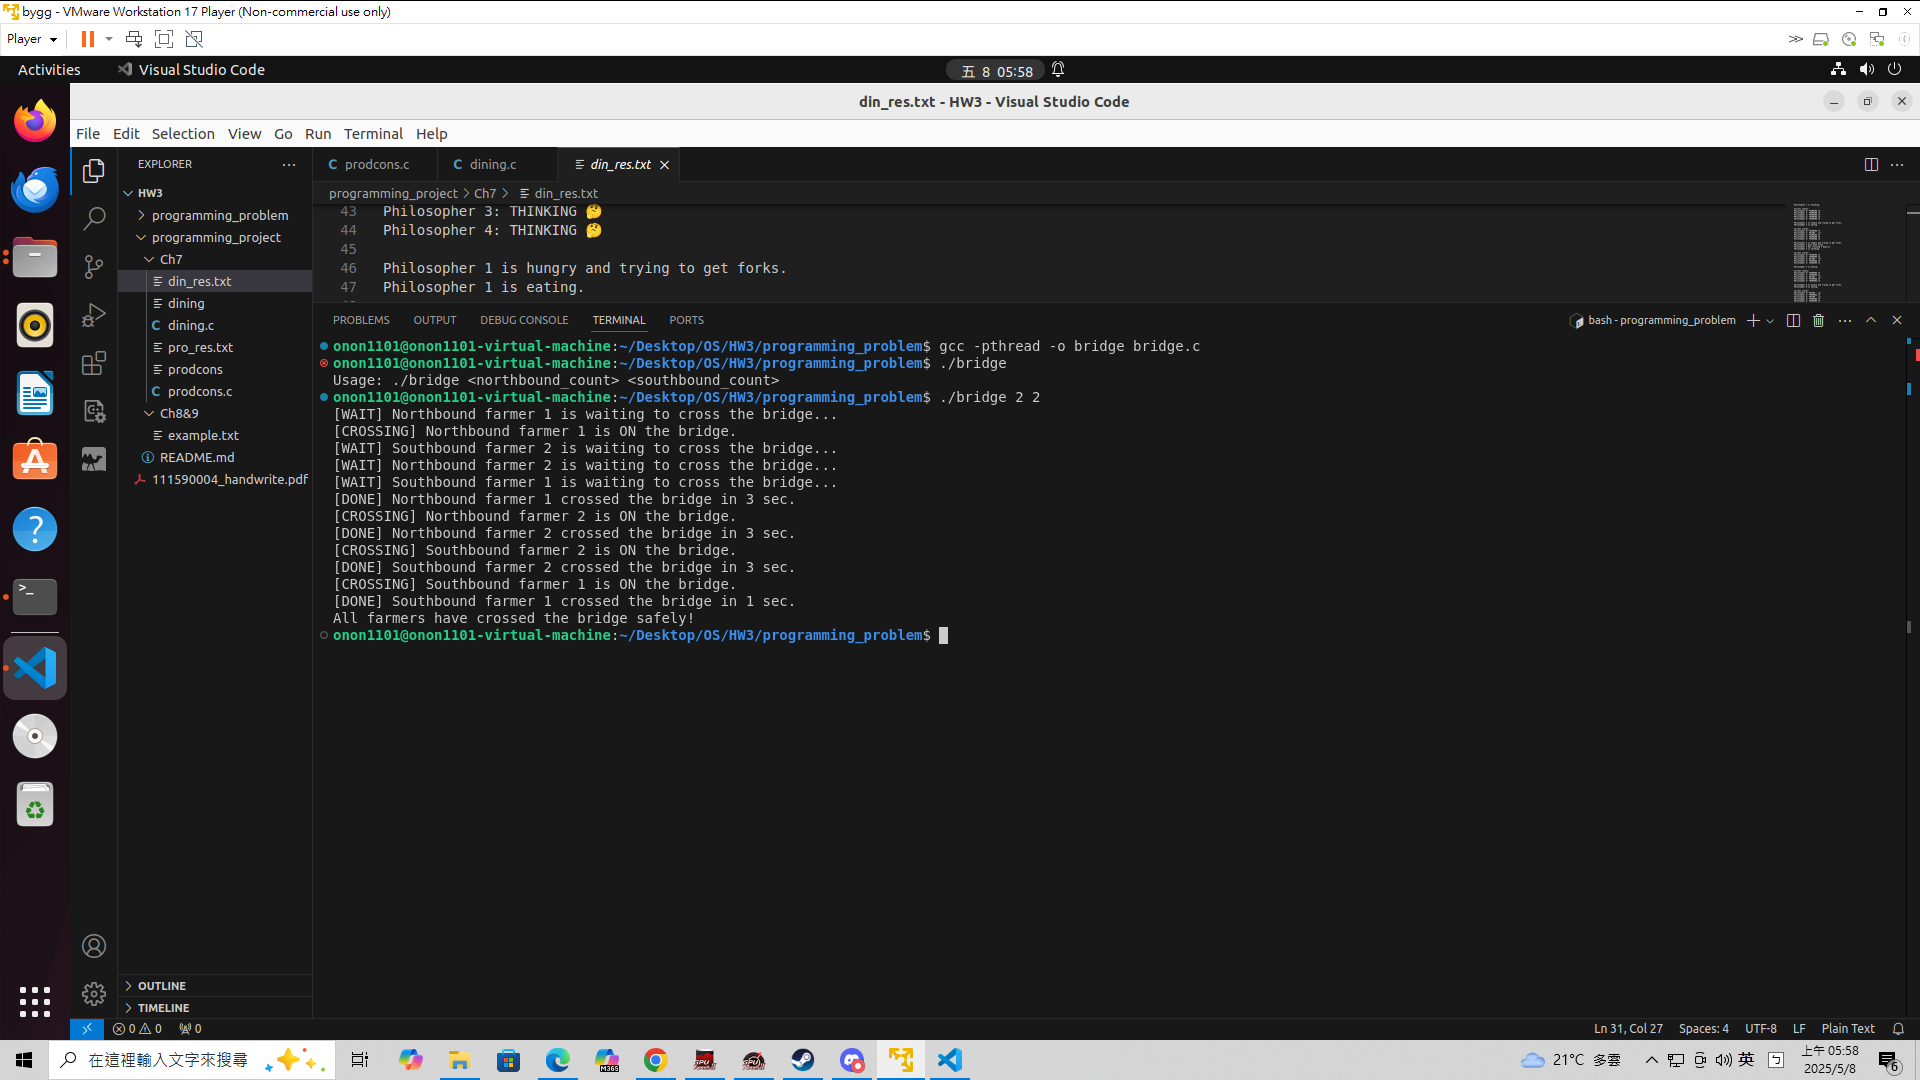 bygg - VMware Workstation 17 Player (Non-commercial use only)
Player
Activities
Visual Studio Code
五 8 05:58
din_res.txt - HW3 - Visual Studio Code
File Edit Selection View Go Run Terminal Help
EXPLORER
HW3
programming_problem
programming_project
Ch7
din_res.txt
dining
dining.c
pro_res.txt
prodcons
prodcons.c
Ch8&9
example.txt
README.md
111590004_handwrite.pdf
OUTLINE
TIMELINE
prodcons.c
dining.c
din_res.txt
programming_project > Ch7 > din_res.txt
43 Philosopher 3: THINKING 🤔
44 Philosopher 4: THINKING 🤔
45
46 Philosopher 1 is hungry and trying to get forks.
47 Philosopher 1 is eating.
PROBLEMS OUTPUT DEBUG CONSOLE TERMINAL PORTS
bash - programming_problem
onon1101@onon1101-virtual-machine:~/Desktop/OS/HW3/programming_problem$ gcc -pthread -o bridge bridge.c
onon1101@onon1101-virtual-machine:~/Desktop/OS/HW3/programming_problem$ ./bridge
Usage: ./bridge <northbound_count> <southbound_count>
onon1101@onon1101-virtual-machine:~/Desktop/OS/HW3/programming_problem$ ./bridge 2 2
[WAIT] Northbound farmer 1 is waiting to cross the bridge...
[CROSSING] Northbound farmer 1 is ON the bridge.
[WAIT] Southbound farmer 2 is waiting to cross the bridge...
[WAIT] Northbound farmer 2 is waiting to cross the bridge...
[WAIT] Southbound farmer 1 is waiting to cross the bridge...
[DONE] Northbound farmer 1 crossed the bridge in 3 sec.
[CROSSING] Northbound farmer 2 is ON the bridge.
[DONE] Northbound farmer 2 crossed the bridge in 3 sec.
[CROSSING] Southbound farmer 2 is ON the bridge.
[DONE] Southbound farmer 2 crossed the bridge in 3 sec.
[CROSSING] Southbound farmer 1 is ON the bridge.
[DONE] Southbound farmer 1 crossed the bridge in 1 sec.
All farmers have crossed the bridge safely!
onon1101@onon1101-virtual-machine:~/Desktop/OS/HW3/programming_problem$
0 0 0
Ln 31, Col 27 Spaces: 4 UTF-8 LF Plain Text
在這裡輸入文字來搜尋
M365
21°C 多雲
英
上午 05:58
2025/5/8
6